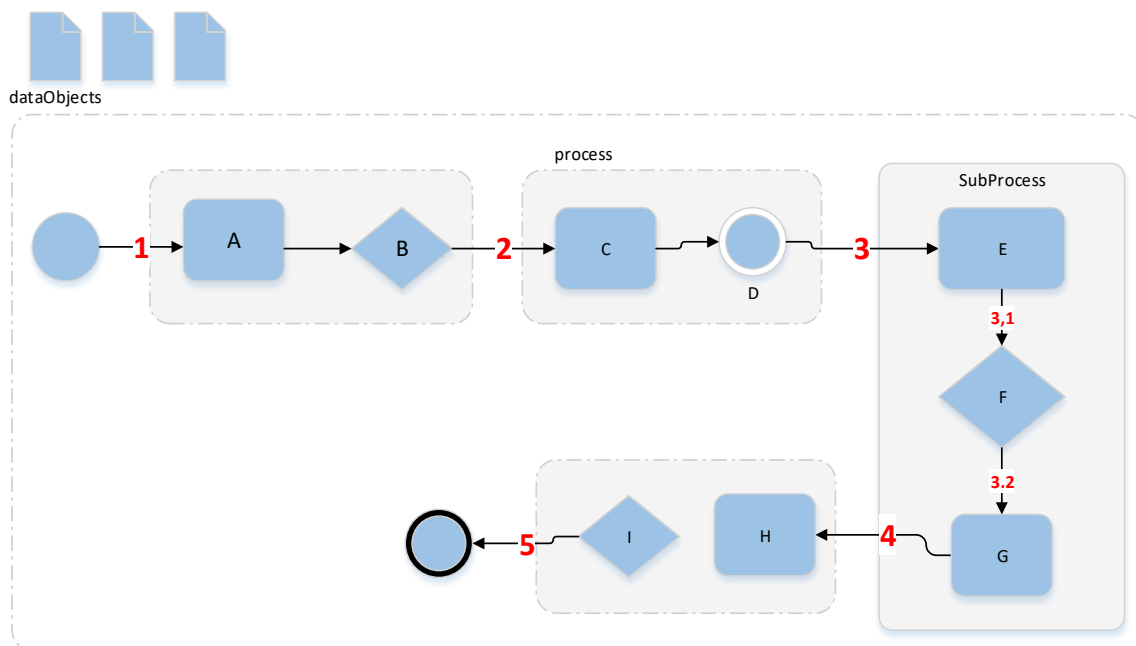 dataObjects
process
SubProcess
1
A
B
2
C
D
3
E
3,1
F
3.2
G
4
H
I
5